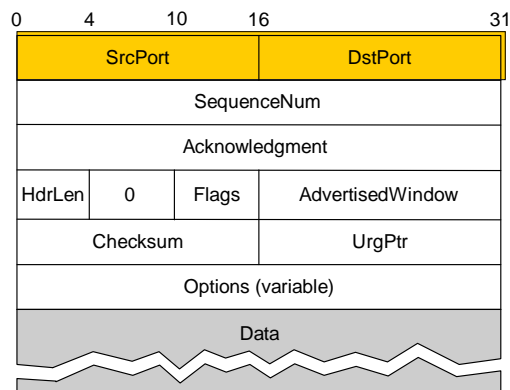 0 4 10 16 31
SrcPort DstPort
SequenceNum
Acknowledgment
HdrLen 0 Flags AdvertisedWindow
Checksum UrgPtr
Options (variable)
Data